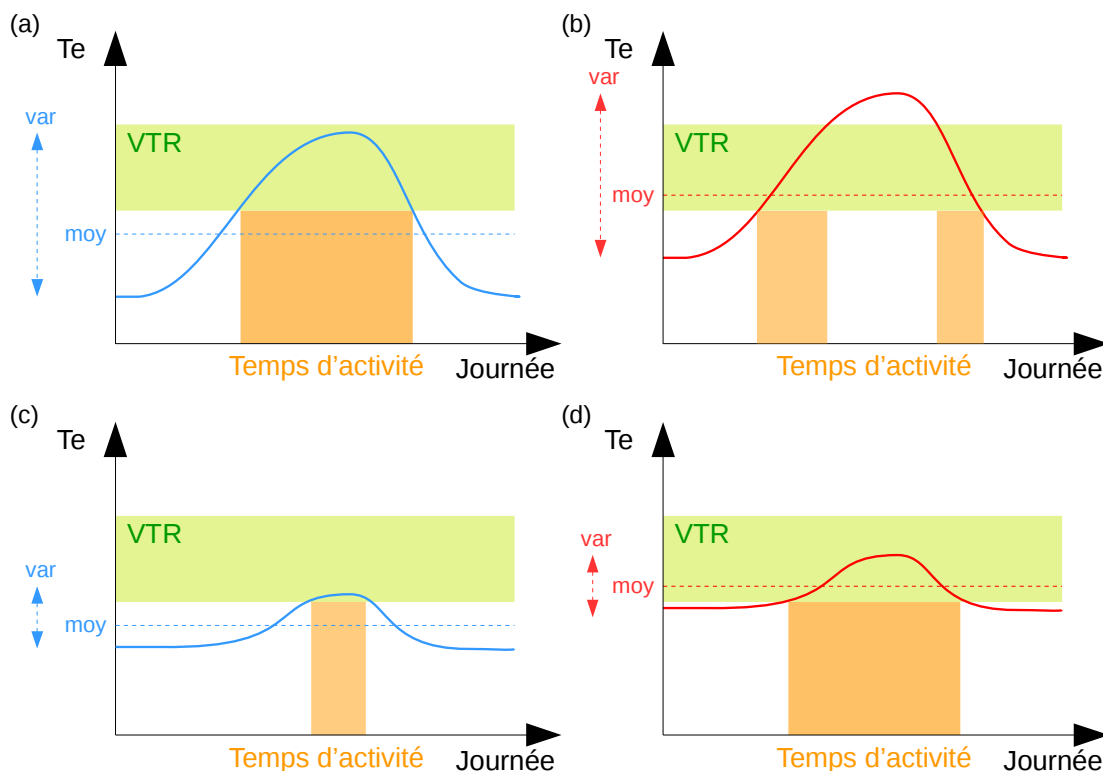 (a)
Te
var
VTR
moy
Temps d'activité
Journée
(b)
Te
var
VTR
moy
Temps d'activité
Journée
(c)
Te
VTR
var
moy
Temps d'activité
Journée
(d)
Te
VTR
var
moy
Temps d'activité
Journée